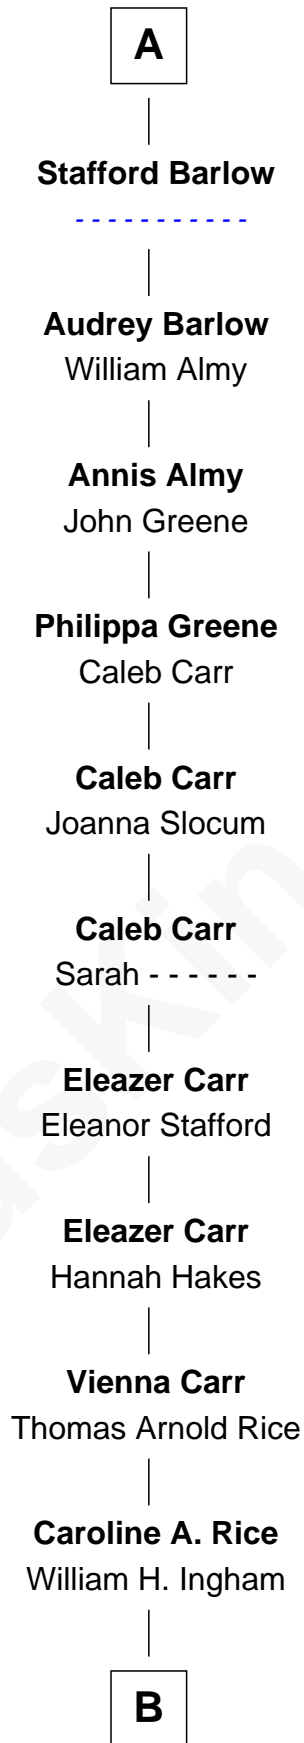 A
Stafford Barlow
- - - - - - - - - - -
Audrey Barlow
William Almy
Annis Almy
John Greene
Philippa Greene
Caleb Carr
Caleb Carr
Joanna Slocum
Caleb Carr
Sarah - - - - - -
Eleazer Carr
Eleanor Stafford
Eleazer Carr
Hannah Hakes
Vienna Carr
Thomas Arnold Rice
Caroline A. Rice
William H. Ingham
B